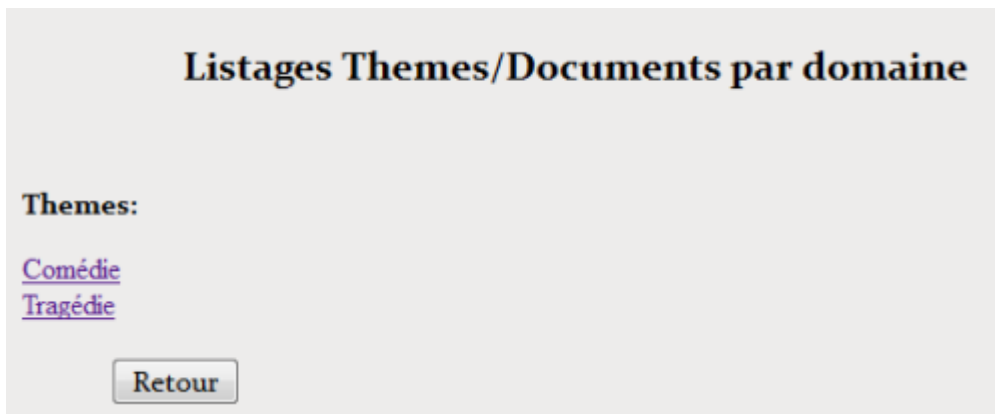 Listages Themes/Documents par domaine
Themes:
Comédie
Tragédie
Retour